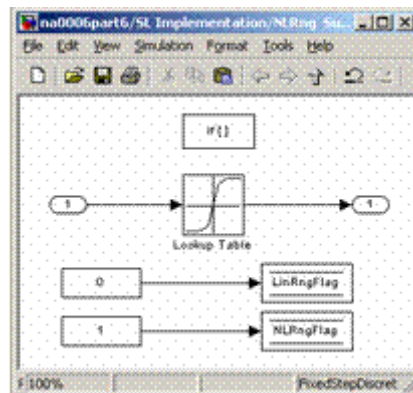 na0006part6/SL Implementation/NLRng Su...
File Edit View Simulation Format Tools Help
if { }
1
1
Lookup Table
0
LinRngFlag
1
NLRngFlag
100%
FixedStepDiscret